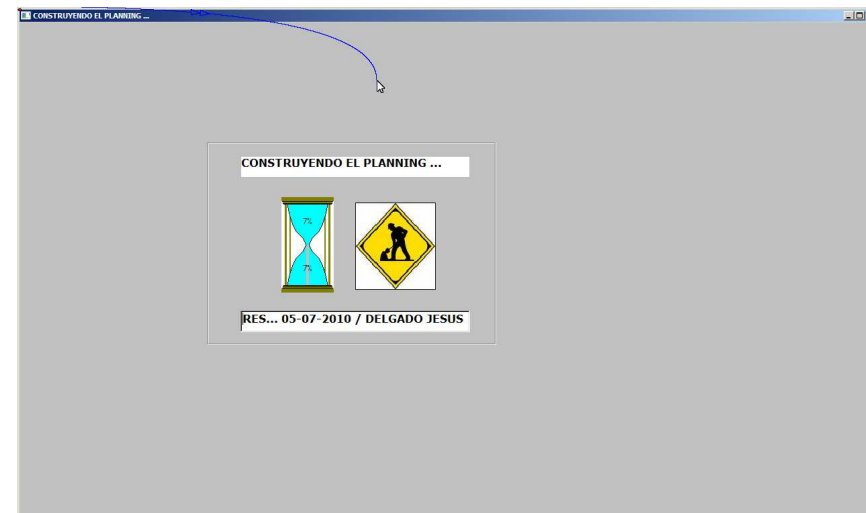 CONSTRUYENDO EL PLANNING ...
CONSTRUYENDO EL PLANNING ...
7%
7%
RES... 05-07-2010 / DELGADO JESUS